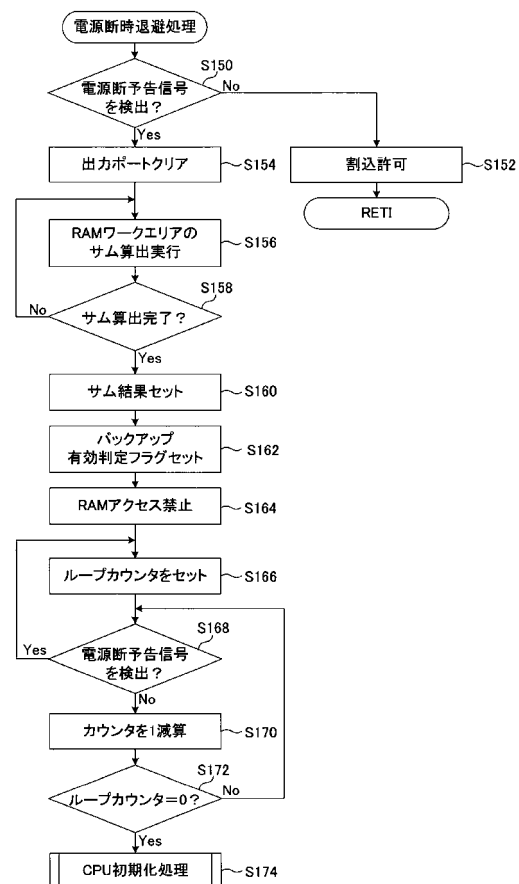 電源断時退避処理
S150
電源断予告信号
を検出？
No
Yes
出力ポートクリア
S154
割込許可
S152
RETI
RAMワークエリアの
サム算出実行
S156
S158
サム算出完了？
No
Yes
サム結果セット
S160
バックアップ
有効判定フラグセット
S162
RAMアクセス禁止
S164
ループカウンタをセット
S166
S168
電源断予告信号
を検出？
Yes
No
カウンタを1減算
S170
S172
ループカウンタ=0？
No
Yes
CPU初期化処理
S174